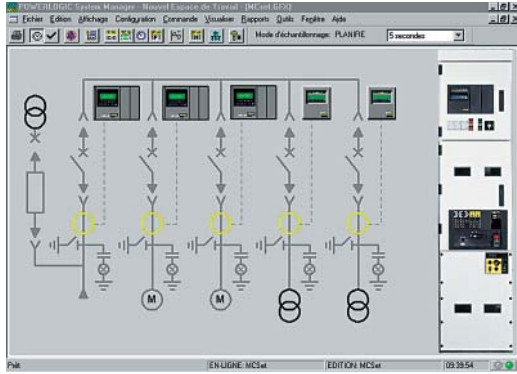 POWERLOGIC System Manager - Nouvel Espace de Travail - [MCset.GFX]
Fichier Edition Affichage Configuration Commande Visualiser Rapports Outils Fenêtre Aide
Mode d'échantillonnage: PLANIFIE 5 secondes
M M
Prêt EN-LIGNE: MCSet EDITION: MCSet 09:39:54